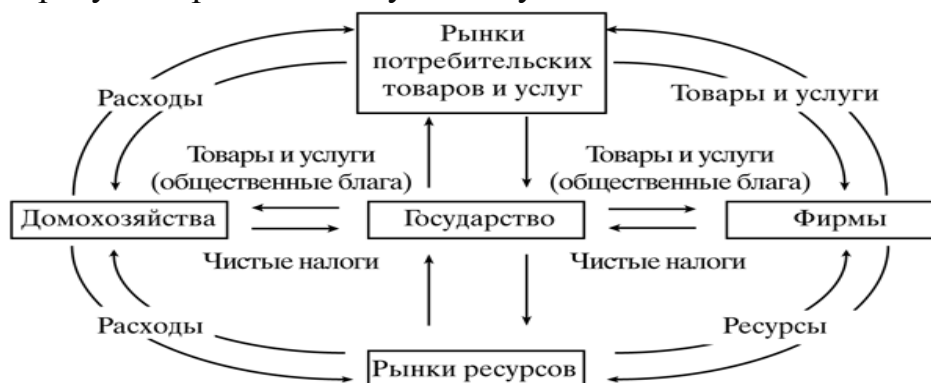 Рынки
потребительских
товаров и услуг
Расходы
Товары и услуги
Товары и услуги
(общественные блага)
Товары и услуги
(общественные блага)
Домохозяйства
Государство
Фирмы
Чистые налоги
Чистые налоги
Расходы
Ресурсы
Рынки ресурсов